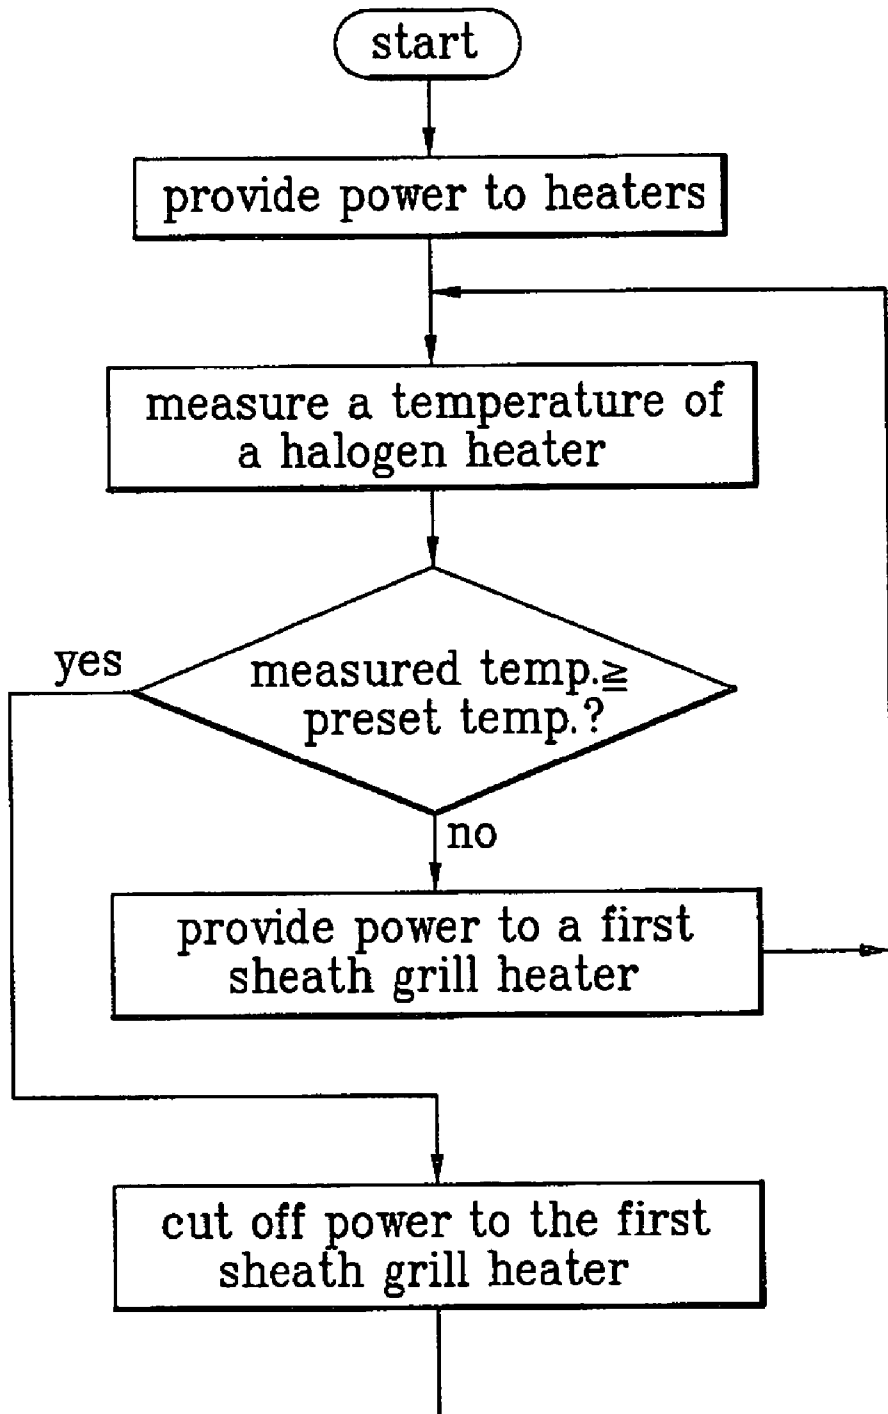 start
provide power to heaters
measure a temperature of
a halogen heater
yes
measured temp.≧
preset temp.?
no
provide power to a first
sheath grill heater
cut off power to the first
sheath grill heater